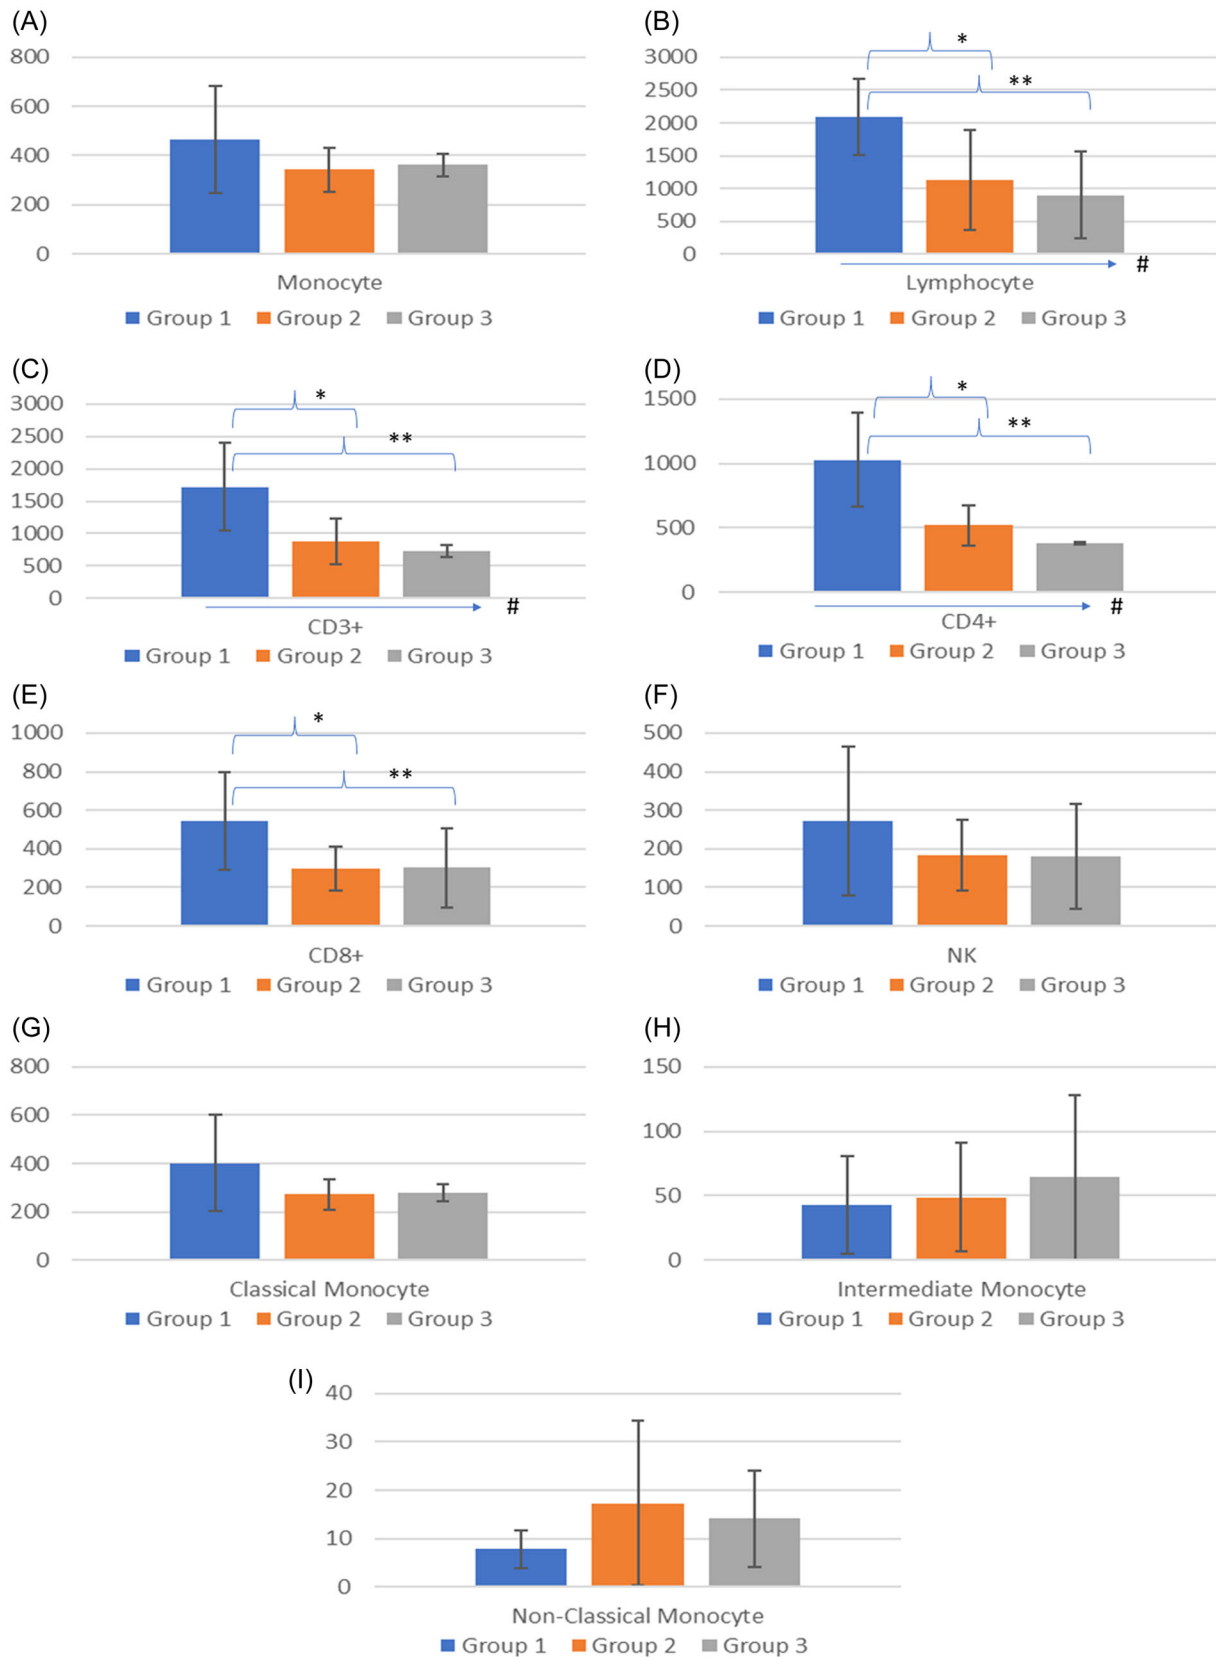 (A)
800
600
400
200
0
Monocyte
Group 1 Group 2 Group 3
(B)
3000
2500
2000
1500
1000
500
0
*
**
#
Lymphocyte
Group 1 Group 2 Group 3
(C)
3000
2500
2000
1500
1000
500
0
*
**
#
CD3+
Group 1 Group 2 Group 3
(D)
1500
1000
500
0
*
**
#
CD4+
Group 1 Group 2 Group 3
(E)
1000
800
600
400
200
0
*
**
CD8+
Group 1 Group 2 Group 3
(F)
500
400
300
200
100
0
NK
Group 1 Group 2 Group 3
(G)
800
600
400
200
0
Classical Monocyte
Group 1 Group 2 Group 3
(H)
150
100
50
0
Intermediate Monocyte
Group 1 Group 2 Group 3
(I)
40
30
20
10
0
Non-Classical Monocyte
Group 1 Group 2 Group 3